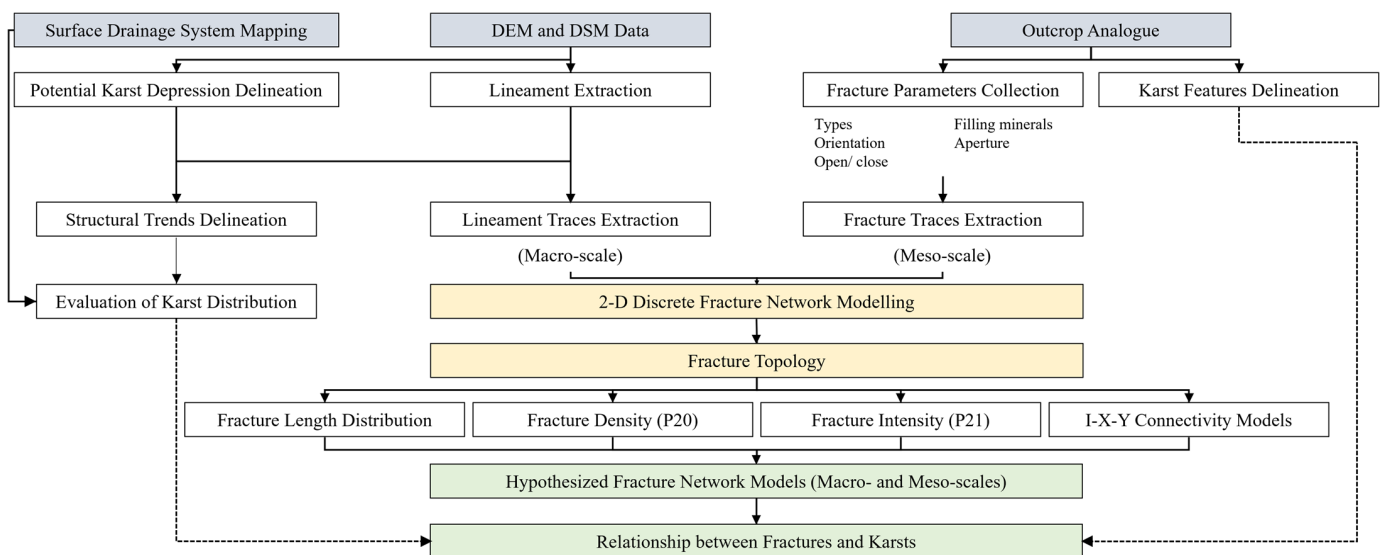 Surface Drainage System Mapping
DEM and DSM Data
Outcrop Analogue
Potential Karst Depression Delineation
Lineament Extraction
Fracture Parameters Collection
Karst Features Delineation
Types
Orientation
Open/ close
Filling minerals
Aperture
Structural Trends Delineation
Lineament Traces Extraction
Fracture Traces Extraction
(Macro-scale)
(Meso-scale)
Evaluation of Karst Distribution
2-D Discrete Fracture Network Modelling
Fracture Topology
Fracture Length Distribution
Fracture Density (P20)
Fracture Intensity (P21)
I-X-Y Connectivity Models
Hypothesized Fracture Network Models (Macro- and Meso-scales)
Relationship between Fractures and Karsts